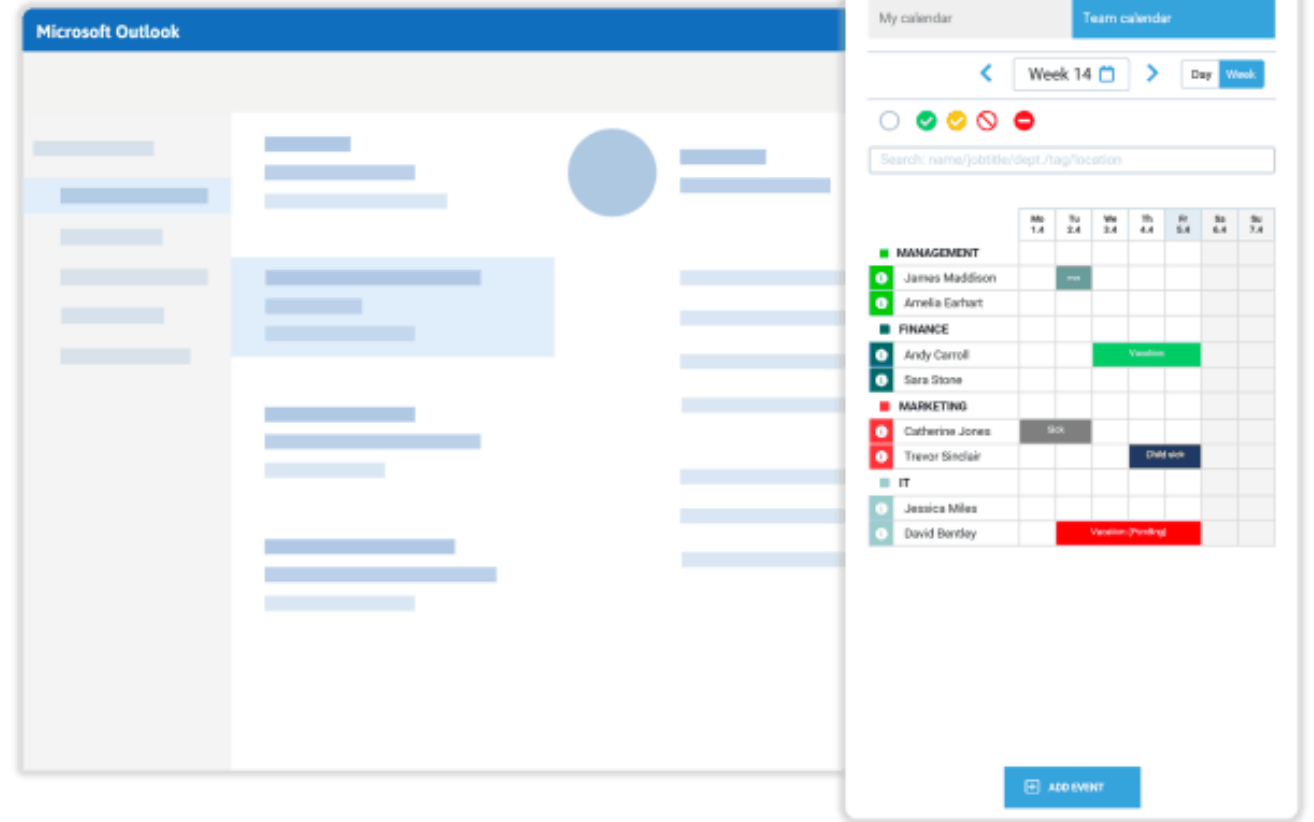 Microsoft Outlook
My calendar Team calendar
Week 14 Day Week
Search: name/jobtitle/dept./tag/location
Mo Tu We Th Fr Sa Su
1.4 2.4 3.4 4.4 5.4 6.4 7.4
MANAGEMENT
James Maddison
Amelia Earhart
FINANCE
Andy Carroll Vacation
Sara Stone
MARKETING
Catherine Jones Sick
Trevor Sinclair Child sick
IT
Jessica Miles
David Bentley Vacation (Pending)
ADD EVENT